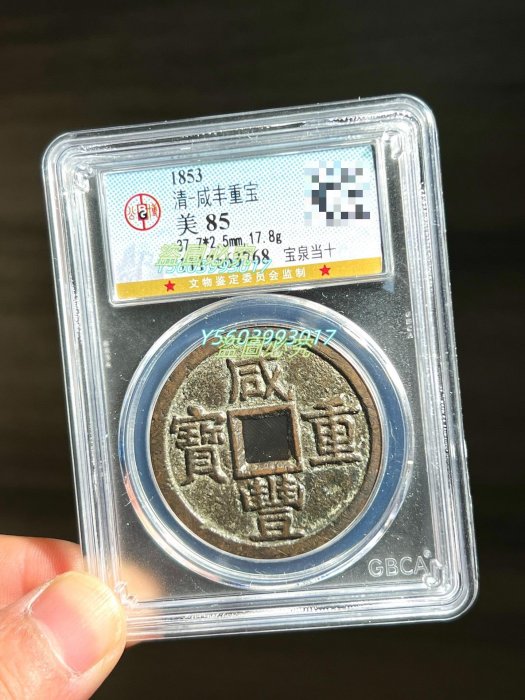 1853
清-咸丰重宝
美 85
37.7*2.5mm,17.8g
宝泉当十
★ 文物鉴定委员会监制 ★
Y5603993017
咸
寶 重
豐
GBCA